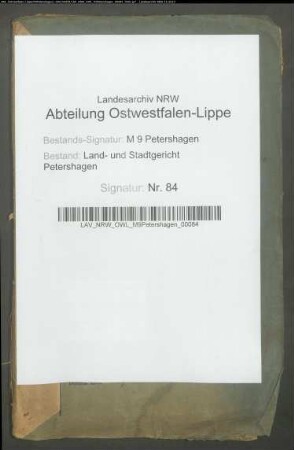 Landesarchiv NRW
Abteilung Ostwestfalen-Lippe
Bestands-Signatur: M 9 Petershagen
Bestand: Land- und Stadtgericht
Petershagen
Signatur: Nr. 84
LAV_NRW_OWL_M9Petershagen_00084